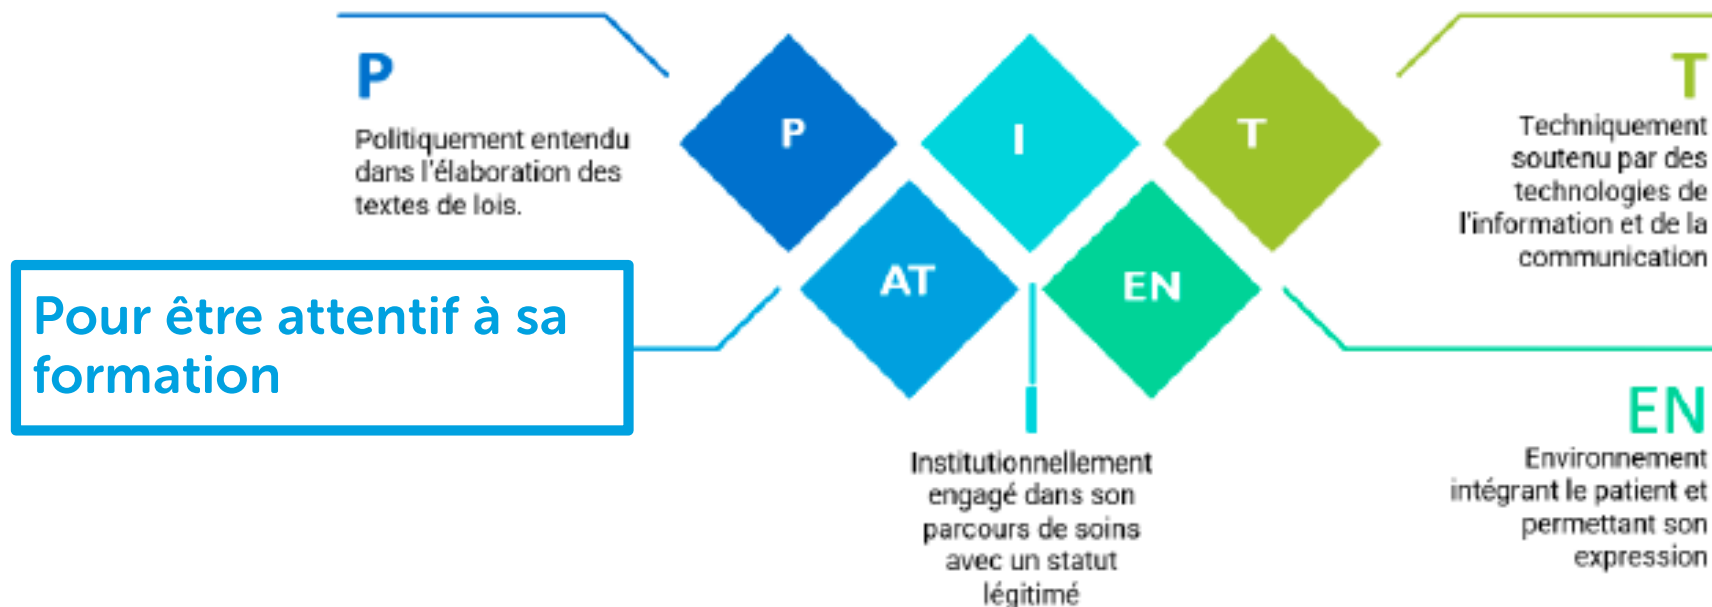 P
Politiquement entendu
dans l'élaboration des
textes de lois.
P
I
T
AT
EN
T
Techniquement
soutenu par des
technologies de
l'information et de la
communication
Pour être attentif à sa
formation
I
Institutionnellement
engagé dans son
parcours de soins
avec un statut
légitimé
EN
Environnement
intégrant le patient et
permettant son
expression